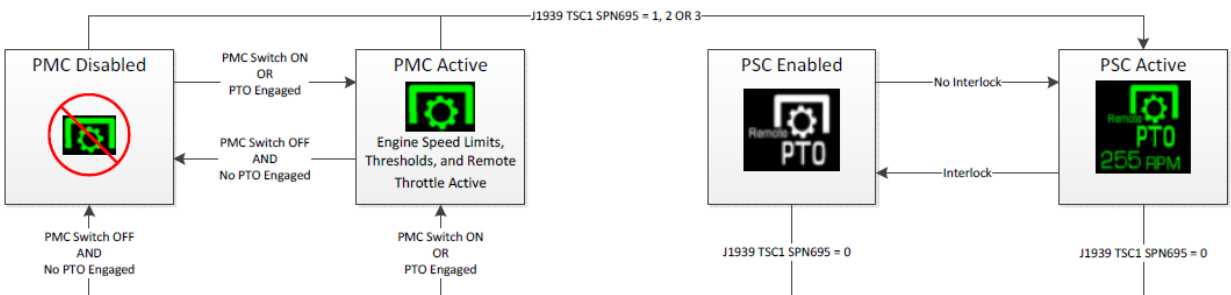 J1939 TSC1 SPN695 = 1, 2 OR 3
PMC Disabled
PMC Switch ON
OR
PTO Engaged
PMC Switch OFF
AND
No PTO Engaged
PMC Active
Engine Speed Limits,
Thresholds, and Remote
Throttle Active
PSC Enabled
Remote
PTO
No Interlock
Interlock
PSC Active
Remote
PTO
255 RPM
PMC Switch OFF
AND
No PTO Engaged
PMC Switch ON
OR
PTO Engaged
J1939 TSC1 SPN695 = 0
J1939 TSC1 SPN695 = 0